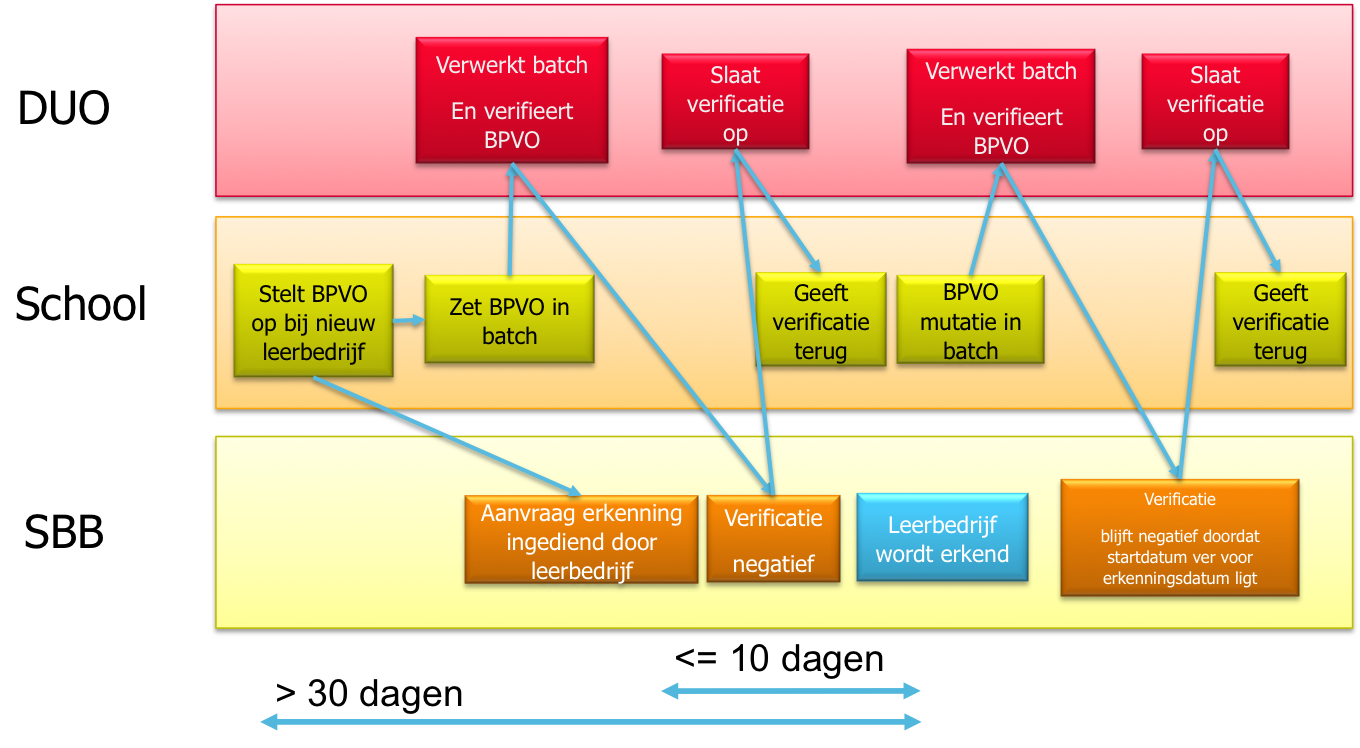 DUO
Verwerkt batch
En verifieert
BPVO
Slaat
verificatie
op
Verwerkt batch
En verifieert
BPVO
Slaat
verificatie
op
School
Stelt BPVO
op bij nieuw
leerbedrijf
Zet BPVO in
batch
Geeft
verificatie
terug
BPVO
mutatie in
batch
Geeft
verificatie
terug
SBB
Aanvraag erkenning
ingediend door
leerbedrijf
Verificatie
negatief
Leerbedrijf
wordt erkend
Verificatie
blijft negatief doordat
startdatum ver voor
erkenningsdatum ligt
<= 10 dagen
> 30 dagen